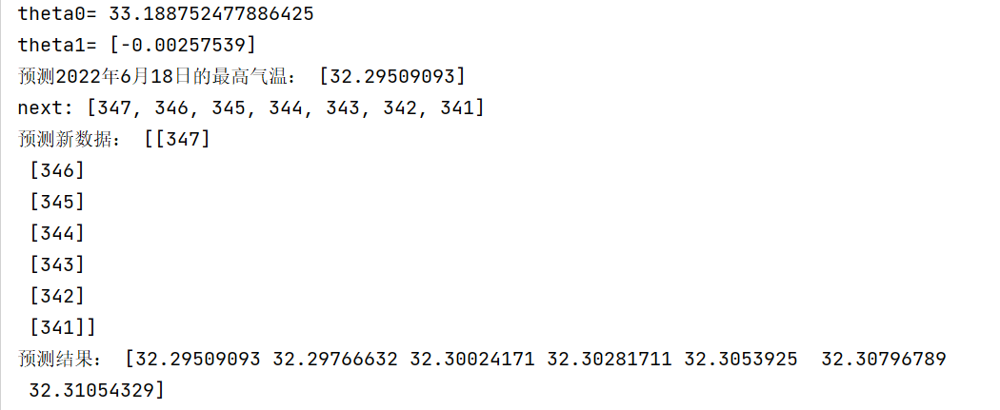 theta0= 33.188752477886425
theta1= [-0.00257539]
预测2022年6月18日的最高气温： [32.29509093]
next: [347, 346, 345, 344, 343, 342, 341]
预测新数据： [[347]
[346]
[345]
[344]
[343]
[342]
[341]]
预测结果： [32.29509093 32.29766632 32.30024171 32.30281711 32.3053925  32.30796789
32.31054329]